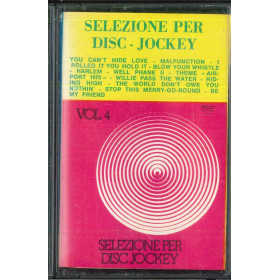 SELEZIONE PER
DISC - JOCKEY
YOU CAN'T HIDE LOVE - MALFUNCTION - I
ROLLED IT YOU HOLD IT - BLOW YOUR WHISTLE
- HARLEM - WELL PHANE II - THEME - AIR-
PORT 1975 - - WILLIE PASS THE WATER - RID-
ING HIGH - THE WORLD DON'T OWE YOU
NOTHIN' - STOP THIS MERRY-GO-ROUND - BE
MY FRIEND
VOL. 4
SELEZIONE PER
DISC JOCKEY